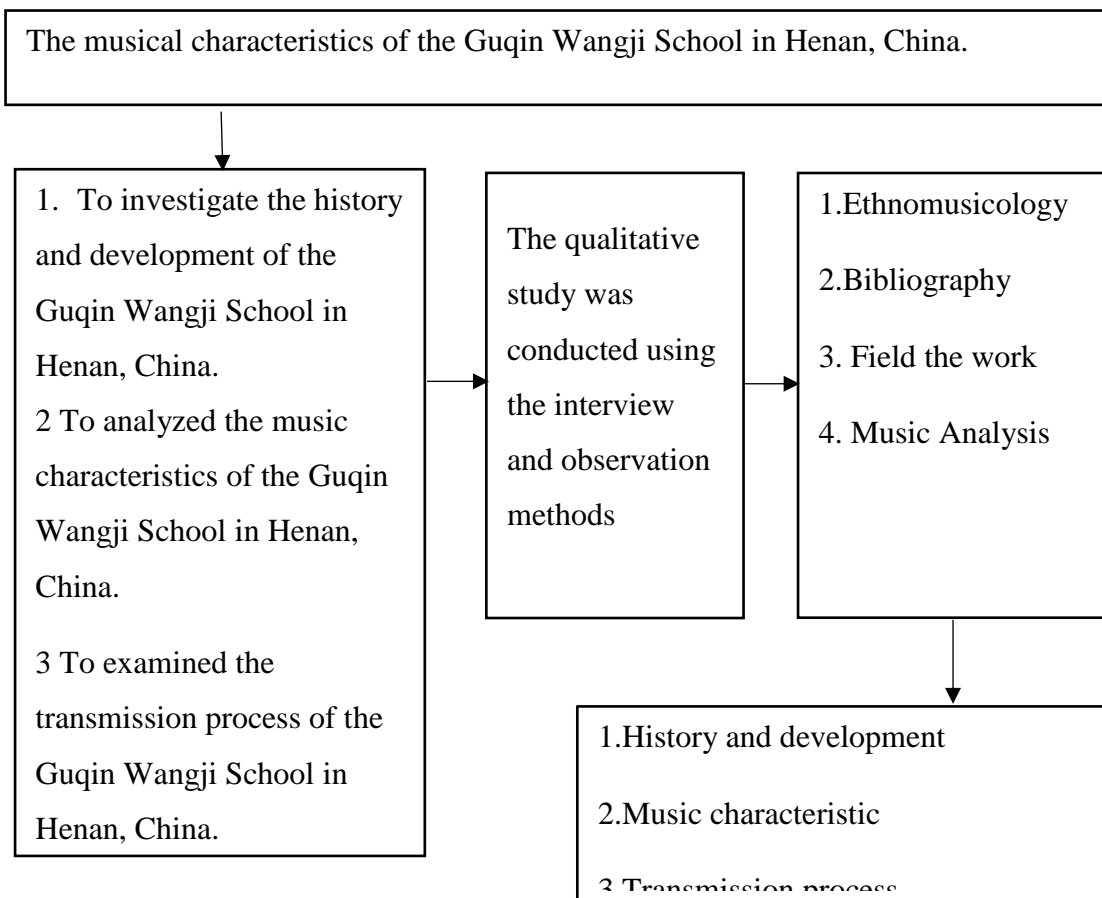 The musical characteristics of the Guqin Wangji School in Henan, China.
1. To investigate the history
and development of the
Guqin Wangji School in
Henan, China.
2 To analyzed the music
characteristics of the Guqin
Wangji School in Henan,
China.
3 To examined the
transmission process of the
Guqin Wangji School in
Henan, China.
The qualitative
study was
conducted using
the interview
and observation
methods
1.Ethnomusicology
2.Bibliography
3. Field the work
4. Music Analysis
1.History and development
2.Music characteristic
3.Transmission process